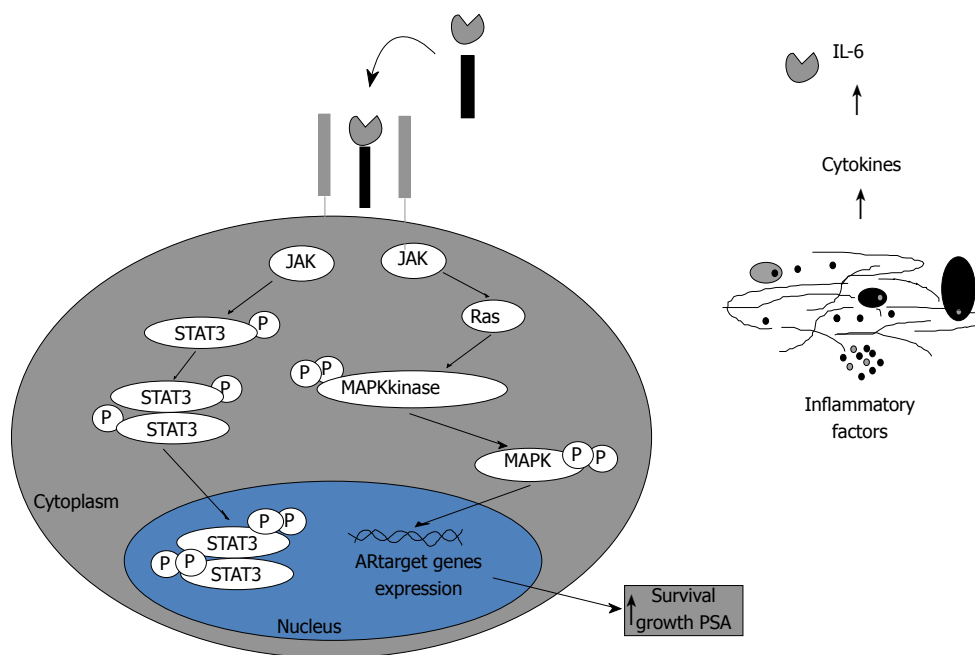 IL-6
Cytokines
Inflammatory
factors
JAK
JAK
STAT3
P
Ras
P
P
MAPKkinase
STAT3
P
P
STAT3
MAPK
P
P
Cytoplasm
P
P
STAT3
P
P
STAT3
ARtarget genes
expression
Nucleus
Survival
growth PSA